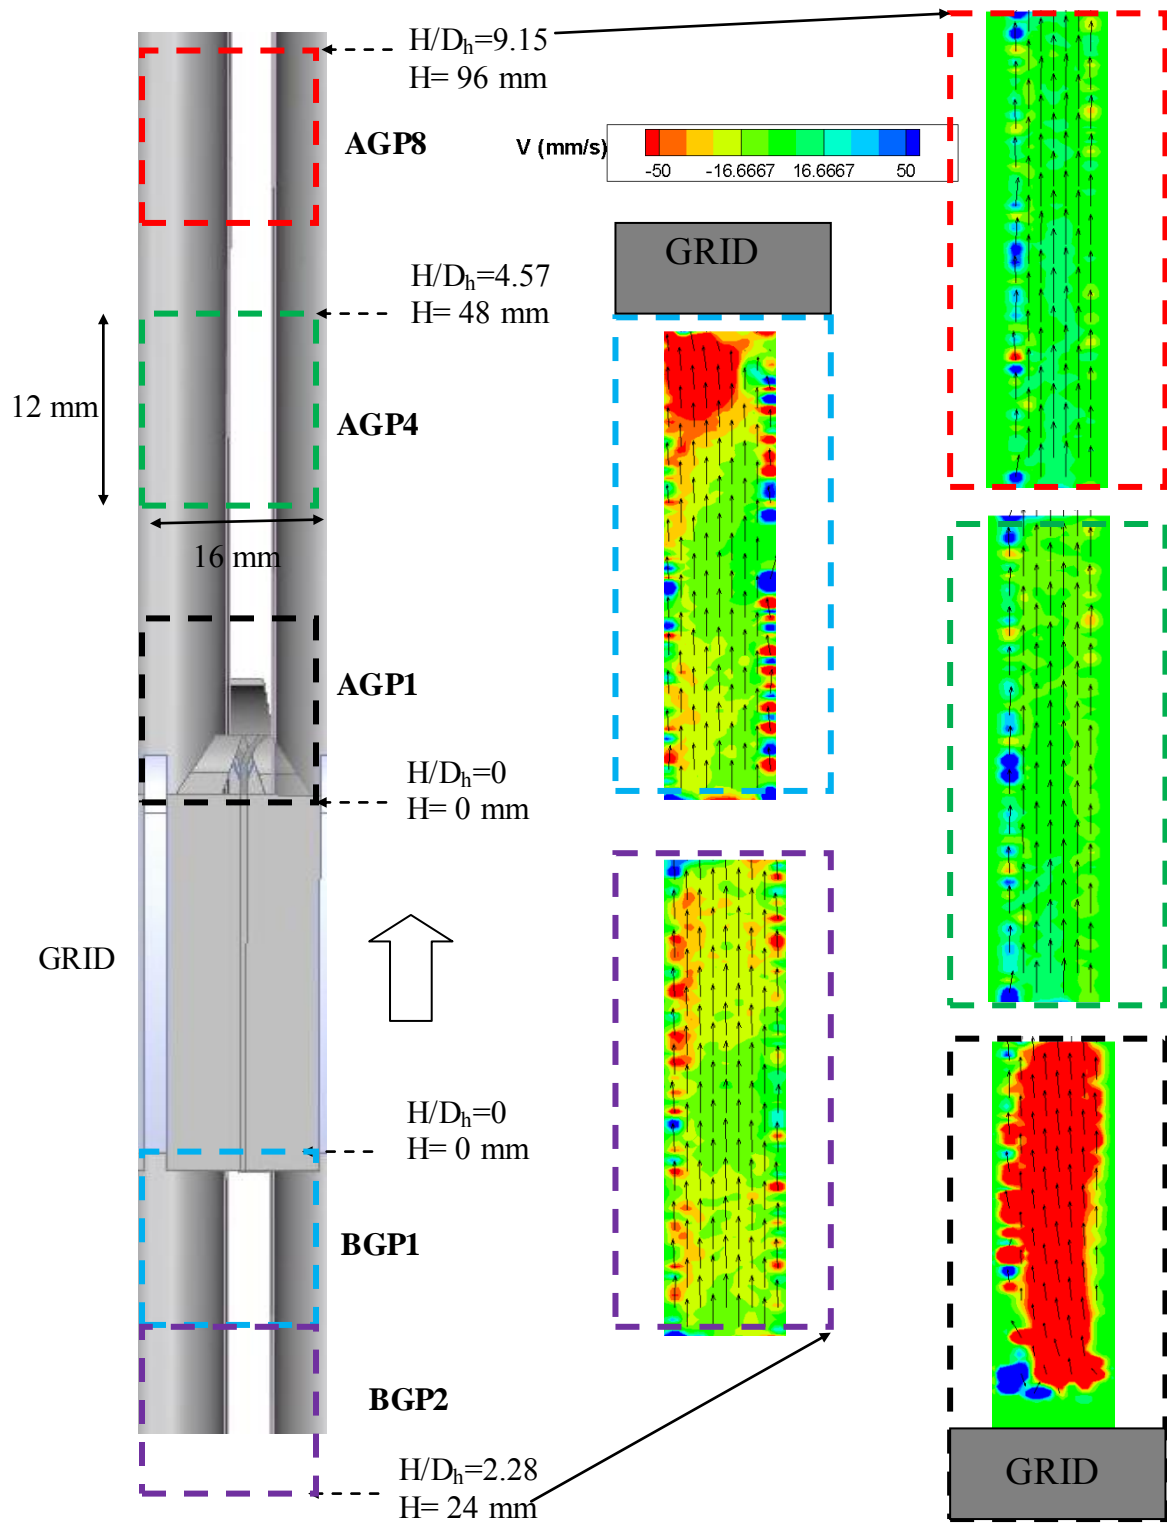 H/Dₕ=9.15
H= 96 mm
AGP8
V (mm/s)
-50 -16.6667 16.6667 50
GRID
H/Dₕ=4.57
H= 48 mm
12 mm
AGP4
16 mm
AGP1
H/Dₕ=0
H= 0 mm
GRID
H/Dₕ=0
H= 0 mm
BGP1
BGP2
H/Dₕ=2.28
H= 24 mm
GRID